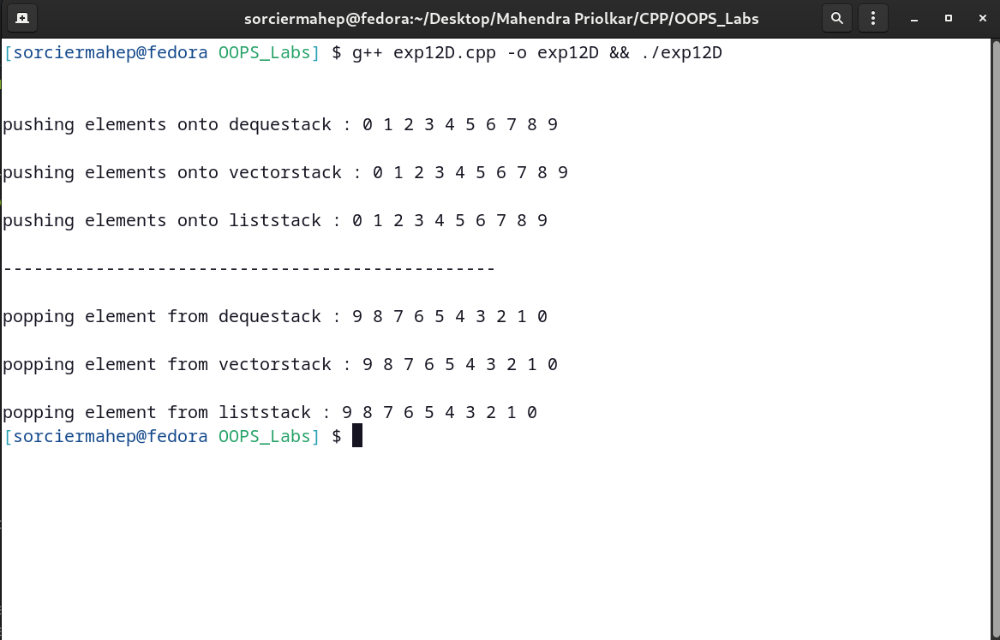 sorciermahep@fedora:~/Desktop/Mahendra Priolkar/CPP/OOPS_Labs
[sorciermahep@fedora OOPS_Labs] $ g++ exp12D.cpp -o exp12D && ./exp12D
pushing elements onto dequestack : 0 1 2 3 4 5 6 7 8 9
pushing elements onto vectorstack : 0 1 2 3 4 5 6 7 8 9
pushing elements onto liststack : 0 1 2 3 4 5 6 7 8 9
------------------------------------------------
popping element from dequestack : 9 8 7 6 5 4 3 2 1 0
popping element from vectorstack : 9 8 7 6 5 4 3 2 1 0
popping element from liststack : 9 8 7 6 5 4 3 2 1 0
[sorciermahep@fedora OOPS_Labs] $